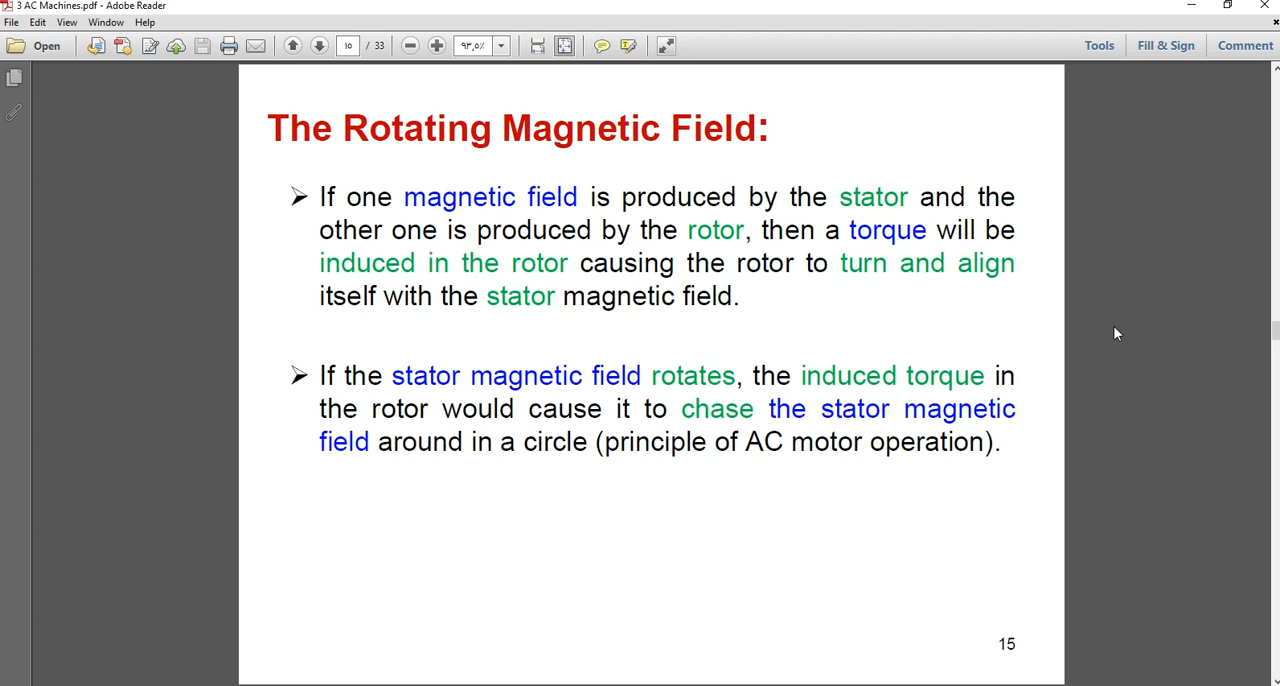 3 AC Machines.pdf - Adobe Reader
File Edit View Window Help
Open ١٥ / 33 ٩٣,٥٪ Tools Fill & Sign Comment
The Rotating Magnetic Field:
➢ If one magnetic field is produced by the stator and the
other one is produced by the rotor, then a torque will be
induced in the rotor causing the rotor to turn and align
itself with the stator magnetic field.
➢ If the stator magnetic field rotates, the induced torque in
the rotor would cause it to chase the stator magnetic
field around in a circle (principle of AC motor operation).
15